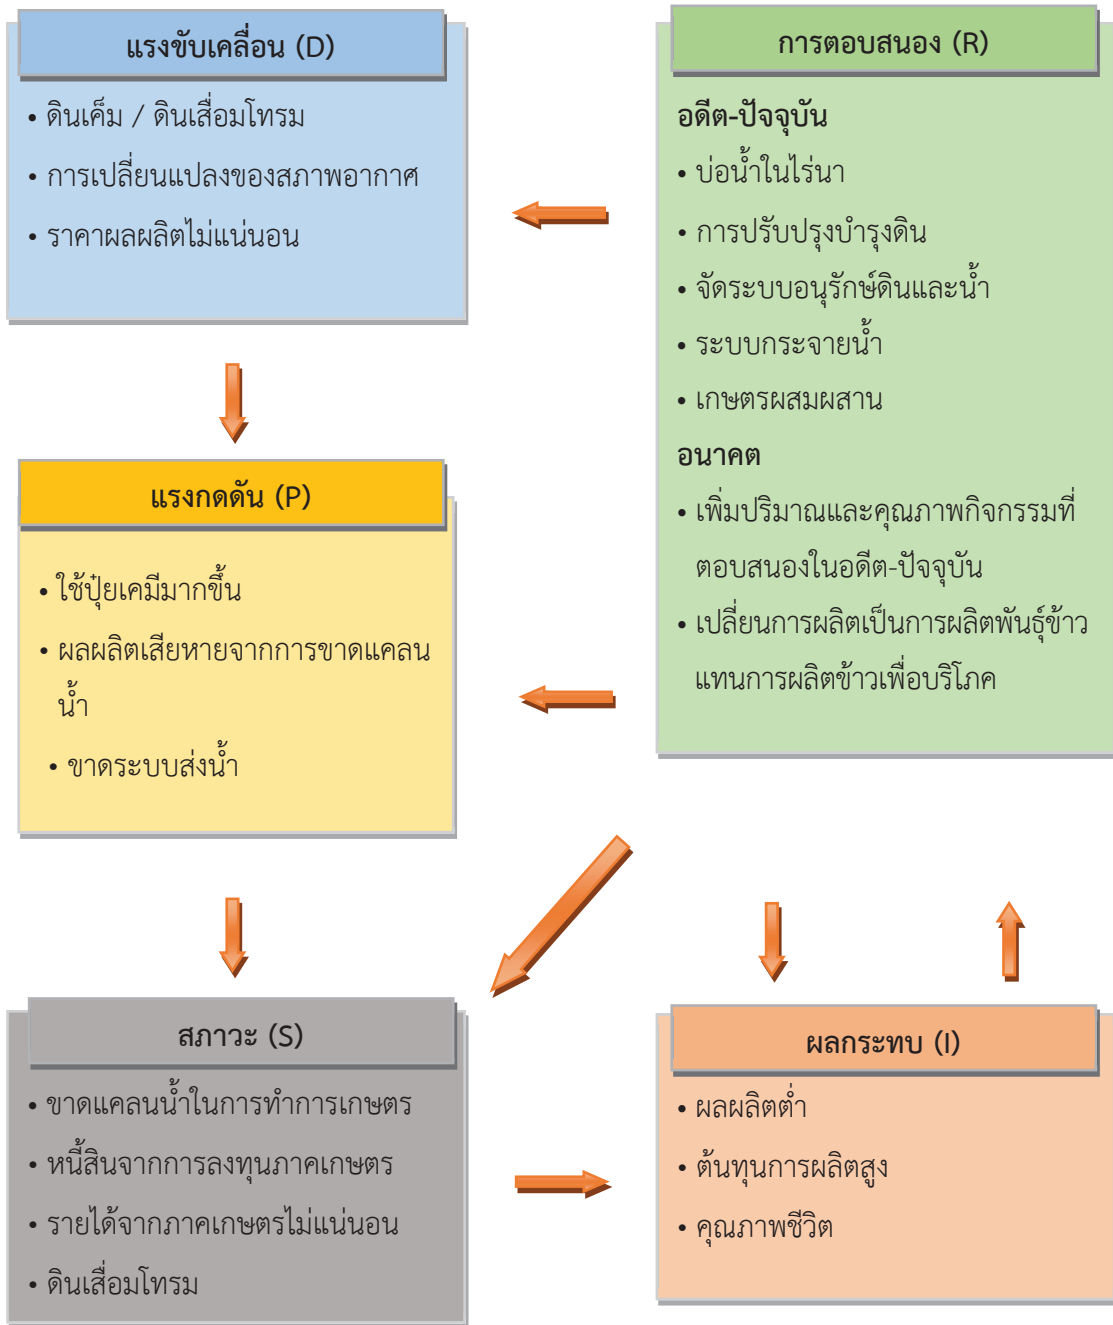 แรงขับเคลื่อน (D)
• ดินเค็ม / ดินเสื่อมโทรม
• การเปลี่ยนแปลงของสภาพอากาศ
• ราคาผลผลิตไม่แน่นอน
การตอบสนอง (R)
อดีต-ปัจจุบัน
• บ่อน้ำในไร่นา
• การปรับปรุงบำรุงดิน
• จัดระบบอนุรักษ์ดินและน้ำ
• ระบบกระจายน้ำ
• เกษตรผสมผสาน
อนาคต
• เพิ่มปริมาณและคุณภาพกิจกรรมที่
ตอบสนองในอดีต-ปัจจุบัน
• เปลี่ยนการผลิตเป็นการผลิตพันธุ์ข้าว
แทนการผลิตข้าวเพื่อบริโภค
แรงกดดัน (P)
• ใช้ปุ๋ยเคมีมากขึ้น
• ผลผลิตเสียหายจากการขาดแคลน
น้ำ
• ขาดระบบส่งน้ำ
สภาวะ (S)
• ขาดแคลนน้ำในการทำการเกษตร
• หนี้สินจากการลงทุนภาคเกษตร
• รายได้จากภาคเกษตรไม่แน่นอน
• ดินเสื่อมโทรม
ผลกระทบ (I)
• ผลผลิตต่ำ
• ต้นทุนการผลิตสูง
• คุณภาพชีวิต